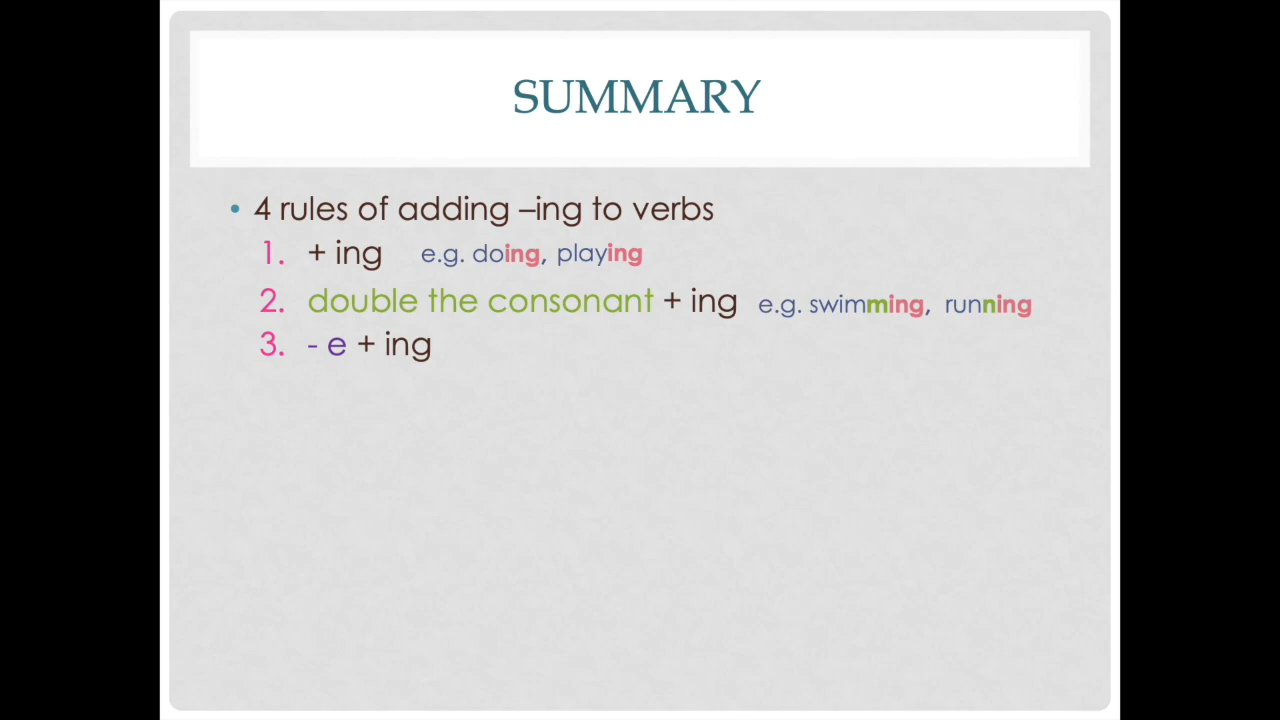 SUMMARY
• 4 rules of adding –ing to verbs
1. + ing e.g. doing, playing
2. double the consonant + ing e.g. swimming, running
3. - e + ing